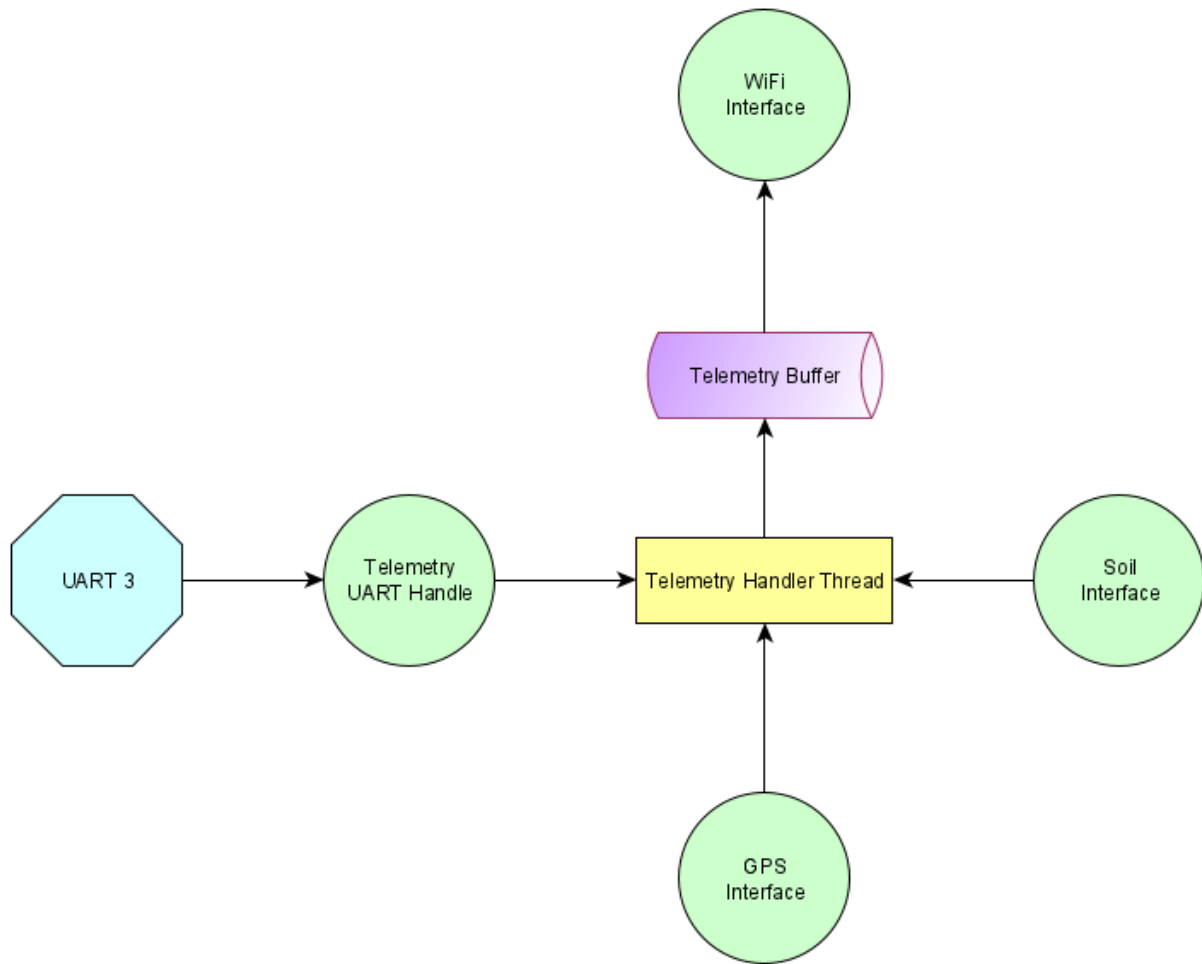 WiFi
Interface
Telemetry Buffer
UART 3
Telemetry
UART Handle
Telemetry Handler Thread
Soil
Interface
GPS
Interface